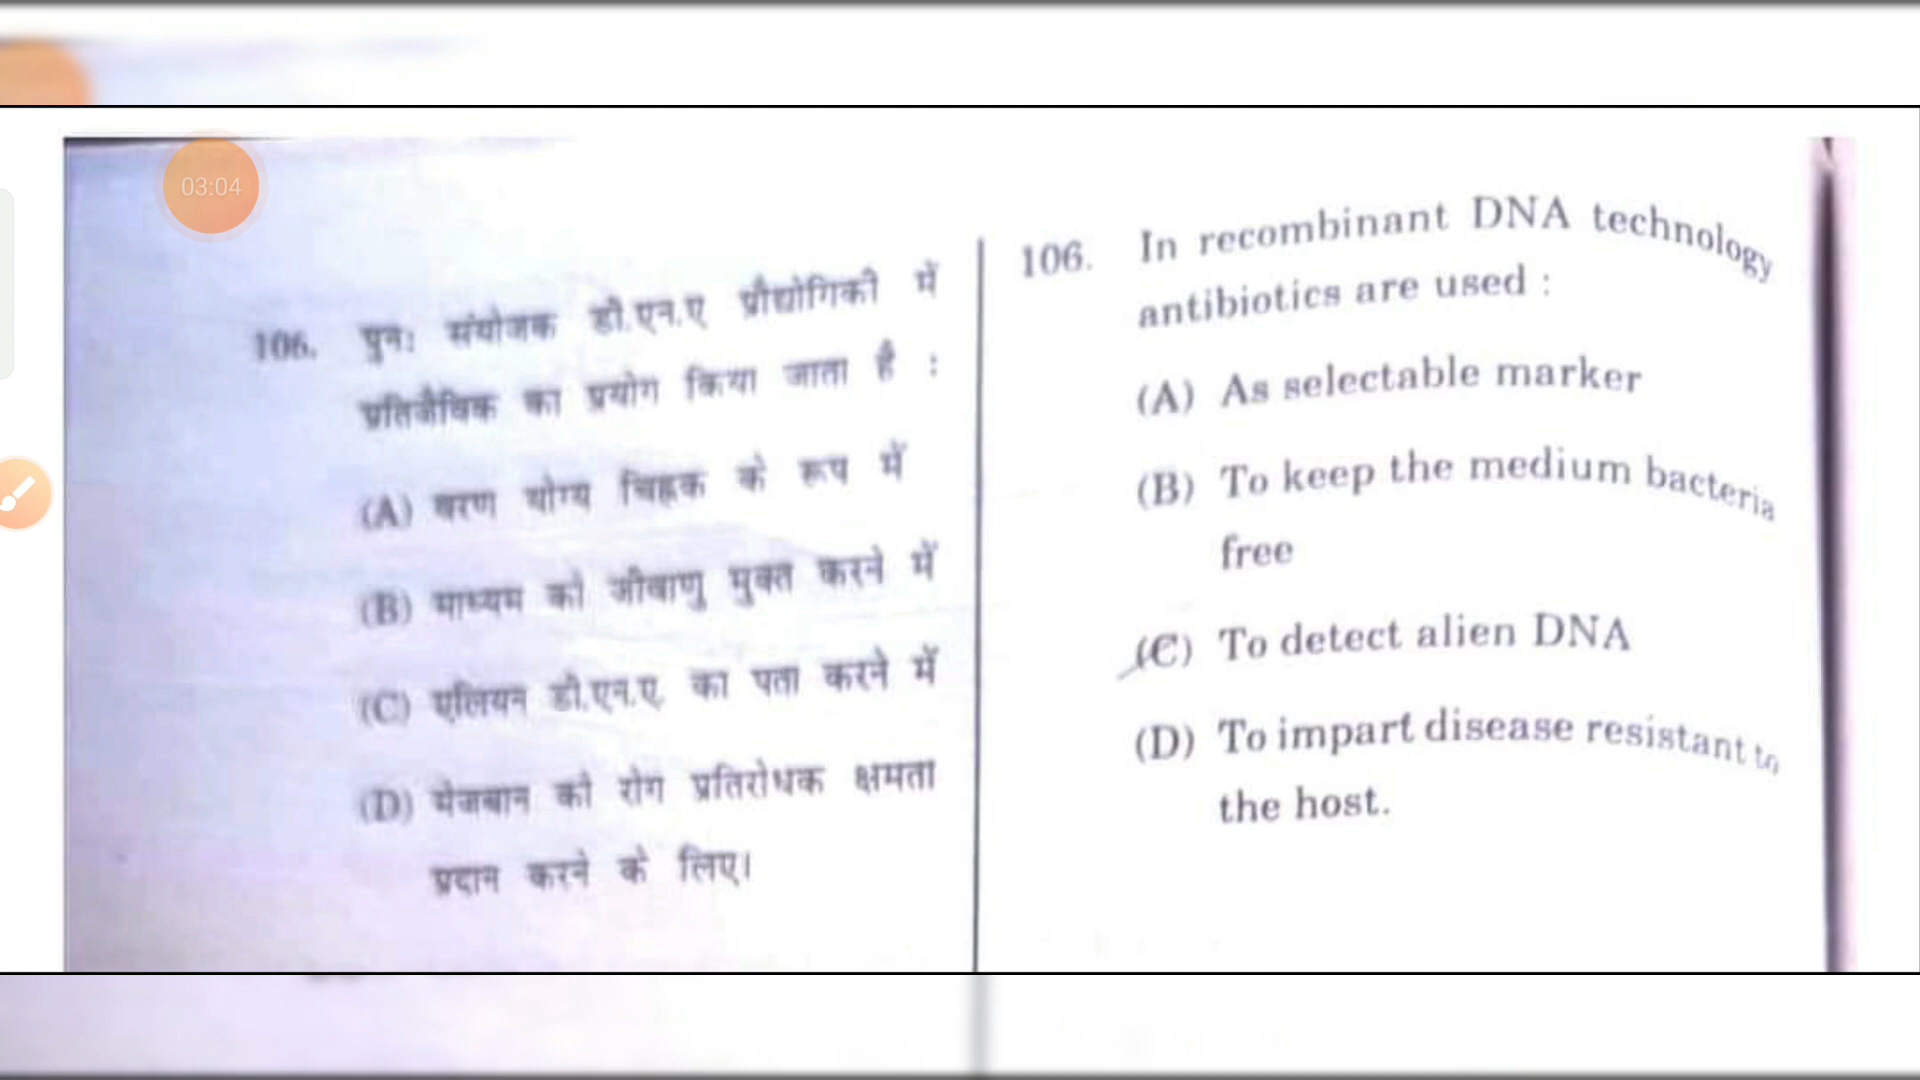 03:04
106. पुनः संयोजक डी.एन.ए प्रौद्योगिकी में
प्रतिजैविक का प्रयोग किया जाता है :
(A) वरण योग्य चिह्नक के रूप में
(B) माध्यम को जीवाणु मुक्त करने में
(C) एलियन डी.एन.ए. का पता करने में
(D) मेजबान को रोग प्रतिरोधक क्षमता
प्रदान करने के लिए।
106. In recombinant DNA technology
antibiotics are used :
(A) As selectable marker
(B) To keep the medium bacteria
free
(C) To detect alien DNA
(D) To impart disease resistant to
the host.